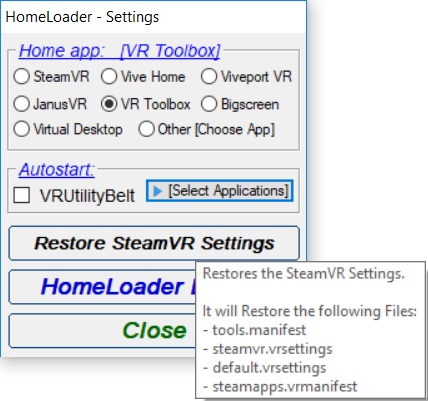 HomeLoader - Settings
Home app: [VR Toolbox]
SteamVR Vive Home Viveport VR
JanusVR VR Toolbox Bigscreen
Virtual Desktop Other [Choose App]
Autostart:
VRUtilityBelt [Select Applications]
Restore SteamVR Settings
HomeLoader
Close
Restores the SteamVR Settings.
It will Restore the following Files:
- tools.manifest
- steamvr.vrsettings
- default.vrsettings
- steamapps.vrmanifest